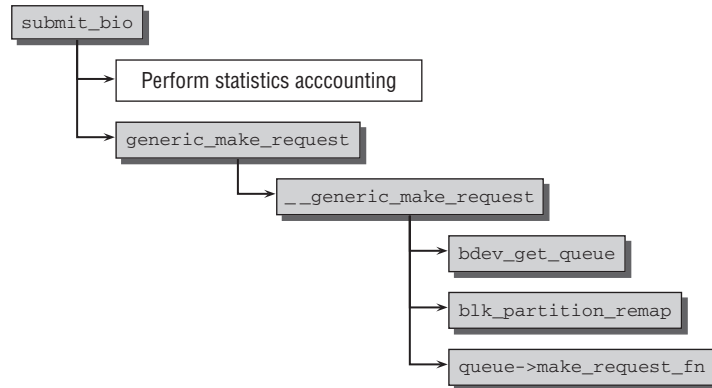 submit_bio
Perform statistics acccounting
generic_make_request
__generic_make_request
bdev_get_queue
blk_partition_remap
queue->make_request_fn